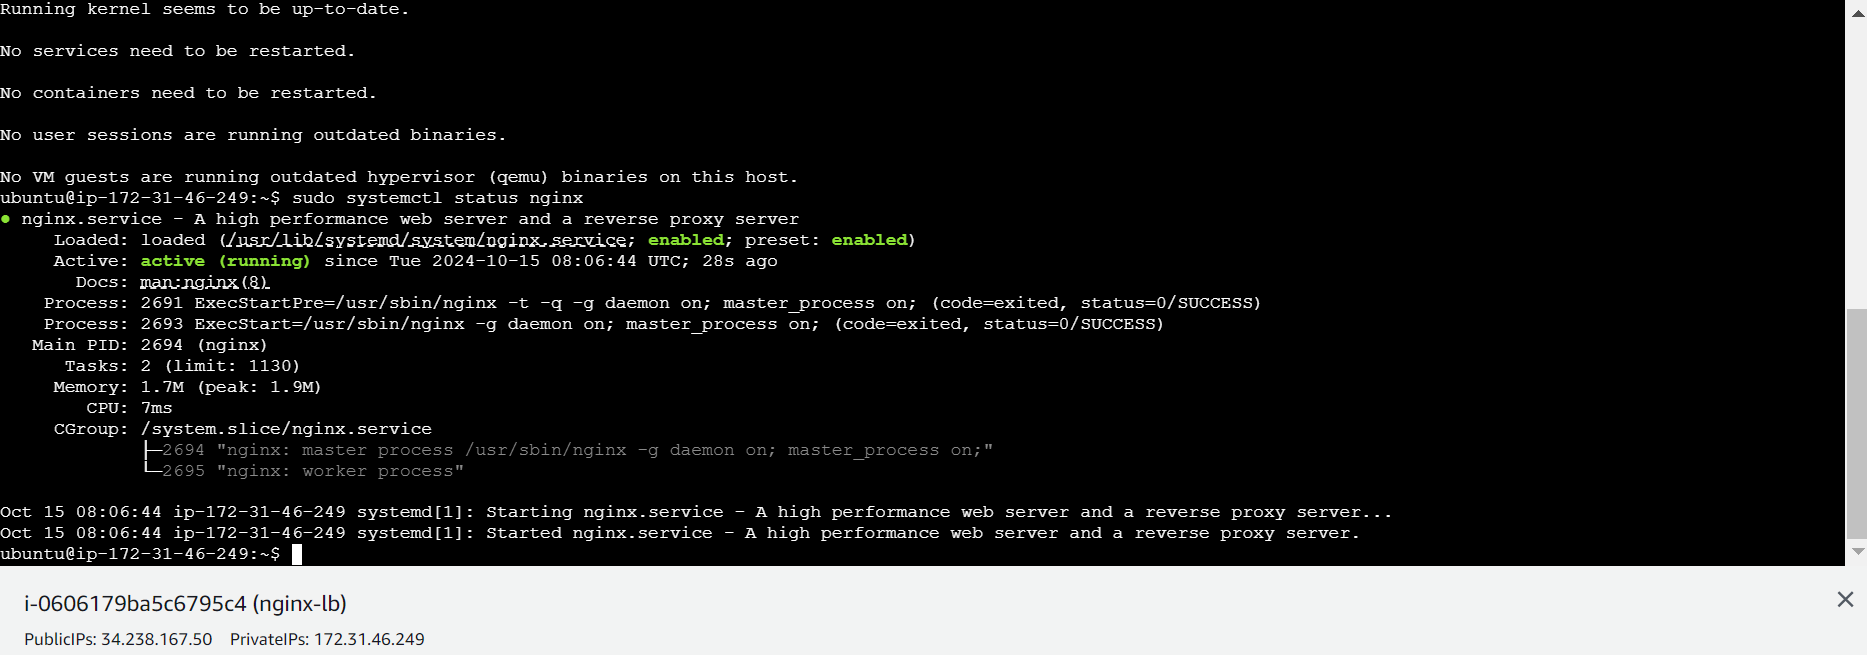 Running kernel seems to be up-to-date.
No services need to be restarted.
No containers need to be restarted.
No user sessions are running outdated binaries.
No VM guests are running outdated hypervisor (qemu) binaries on this host.
ubuntu@ip-172-31-46-249:~$ sudo systemctl status nginx
● nginx.service - A high performance web server and a reverse proxy server
Loaded: loaded (/usr/lib/systemd/system/nginx.service; enabled; preset: enabled)
Active: active (running) since Tue 2024-10-15 08:06:44 UTC; 28s ago
Docs: man:nginx(8)
Process: 2691 ExecStartPre=/usr/sbin/nginx -t -q -g daemon on; master_process on; (code=exited, status=0/SUCCESS)
Process: 2693 ExecStart=/usr/sbin/nginx -g daemon on; master_process on; (code=exited, status=0/SUCCESS)
Main PID: 2694 (nginx)
Tasks: 2 (limit: 1130)
Memory: 1.7M (peak: 1.9M)
CPU: 7ms
CGroup: /system.slice/nginx.service
├─2694 "nginx: master process /usr/sbin/nginx -g daemon on; master_process on;"
└─2695 "nginx: worker process"
Oct 15 08:06:44 ip-172-31-46-249 systemd[1]: Starting nginx.service - A high performance web server and a reverse proxy server...
Oct 15 08:06:44 ip-172-31-46-249 systemd[1]: Started nginx.service - A high performance web server and a reverse proxy server.
ubuntu@ip-172-31-46-249:~$
i-0606179ba5c6795c4 (nginx-lb)
PublicIPs: 34.238.167.50 PrivateIPs: 172.31.46.249